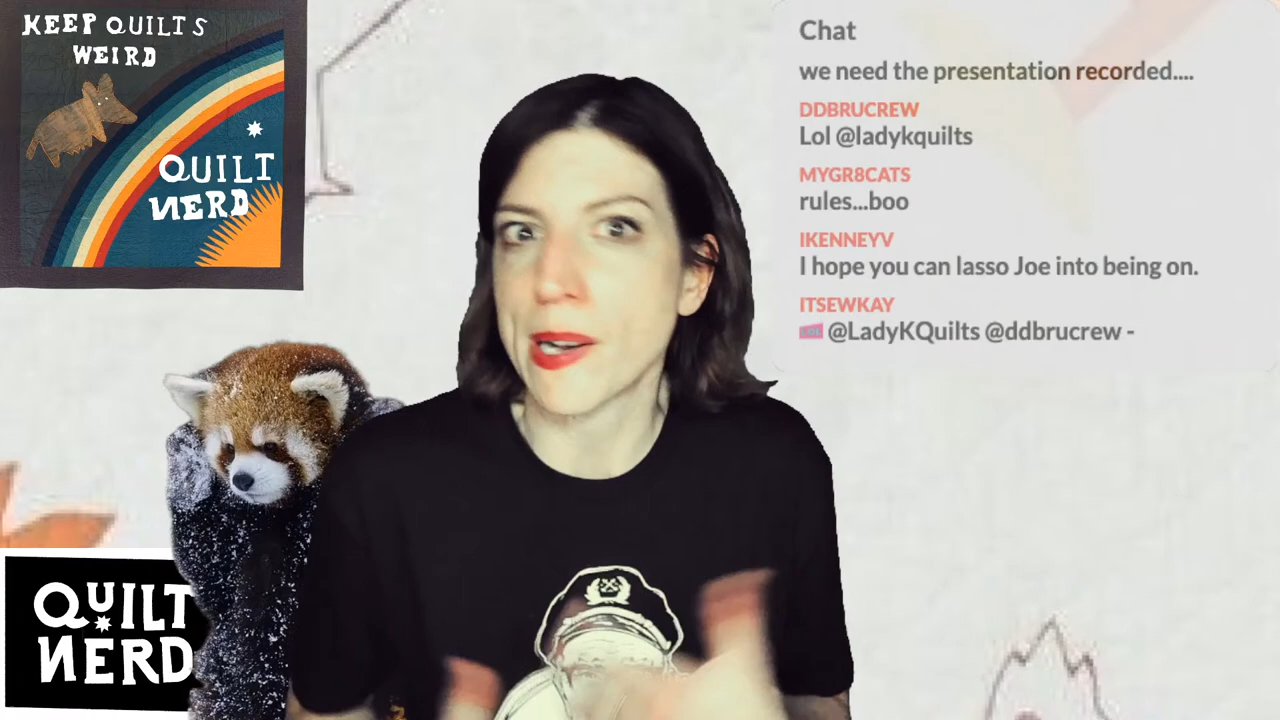 KEEP QUILTS
WEIRD
QUILT
NERD
Chat
we need the presentation recorded....
DDBRUCREW
Lol @ladykquilts
MYGR8CATS
rules...boo
IKENNEYV
I hope you can lasso Joe into being on.
ITSEWKAY
LOL @LadyKQuilts @ddbrucrew -
QUILT
NERD